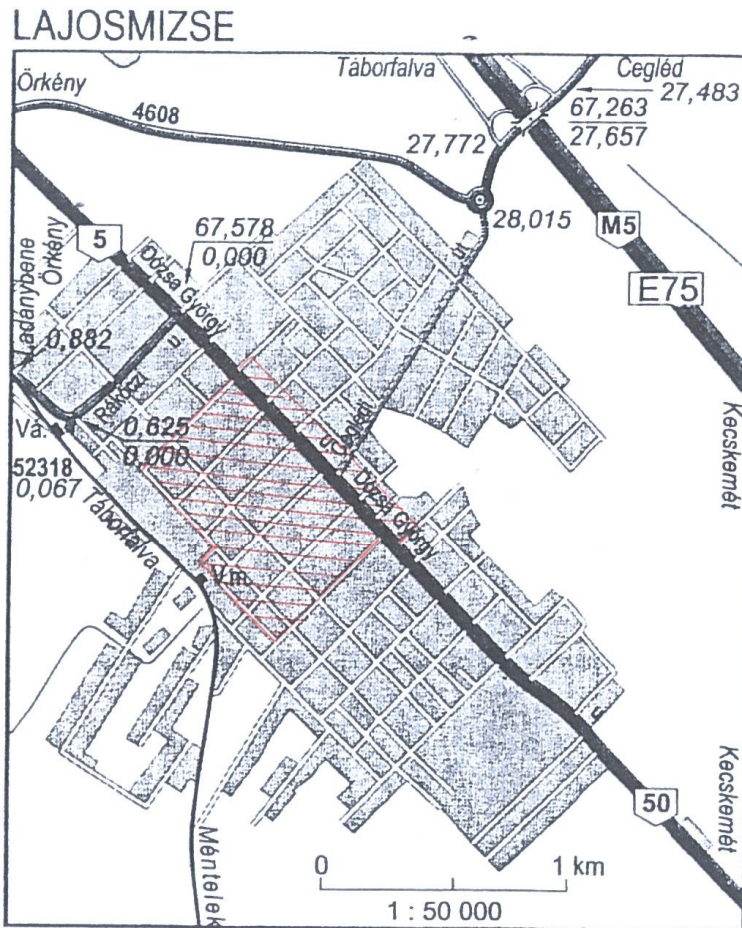 LAJOSMIZSE
Örkény
Táborfalva
Cegléd
27,483
4608
67,263
27,657
27,772
28,015
M5
E75
5
67,578
0,000
Dózsa György
u.
út
Ladánybene
Örkény
0,882
Rákóczi
0,625
0,000
Vá.
52318
0,067
Táborfalva
Ceglédi
u.
Dózsa György
V.m.
Kecskemét
50
Kecskemét
Méntelek
0
1 km
1 : 50 000